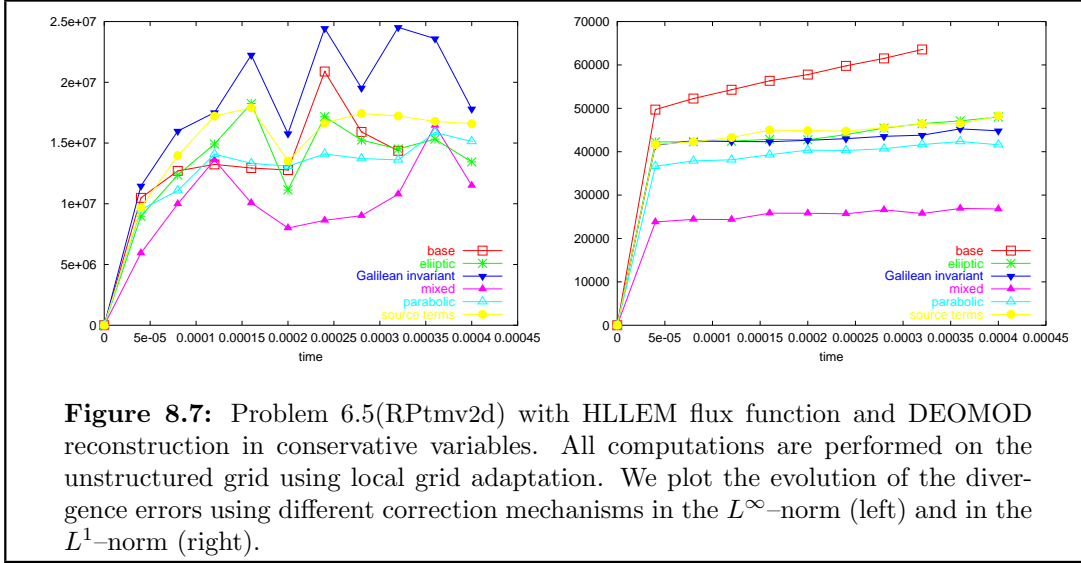 2.5e+07
2e+07
1.5e+07
1e+07
5e+06
0
0 5e-05 0.0001 0.00015 0.0002 0.00025 0.0003 0.00035 0.0004 0.00045
time
base
elliptic
Galilean invariant
mixed
parabolic
source terms
70000
60000
50000
40000
30000
20000
10000
0
0 5e-05 0.0001 0.00015 0.0002 0.00025 0.0003 0.00035 0.0004 0.00045
time
base
elliptic
Galilean invariant
mixed
parabolic
source terms
Figure 8.7: Problem 6.5(RPtmv2d) with HLLEM flux function and DEOMOD
reconstruction in conservative variables. All computations are performed on the
unstructured grid using local grid adaptation. We plot the evolution of the diver-
gence errors using different correction mechanisms in the L∞–norm (left) and in the
L1–norm (right).